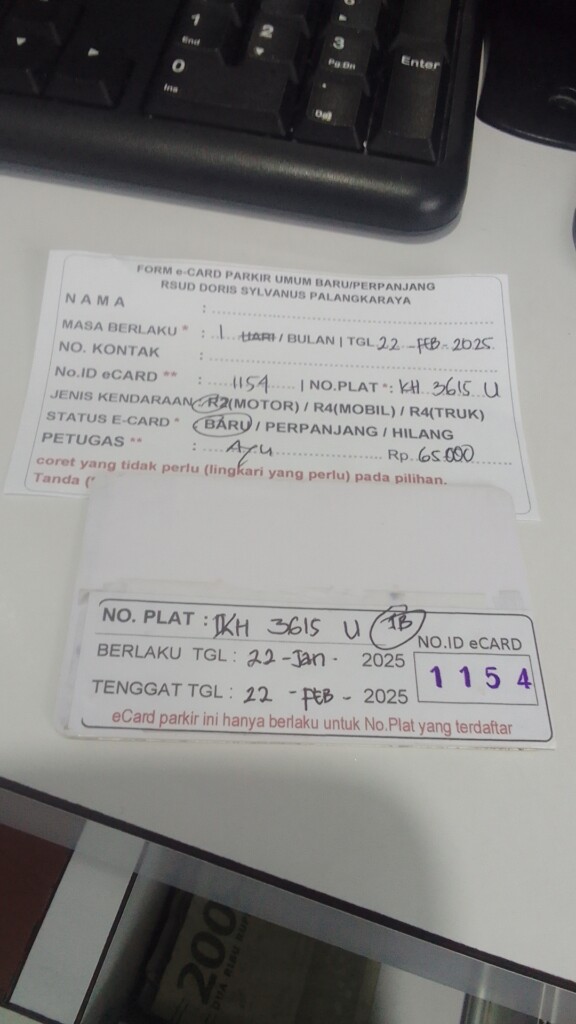 1
End
2
3
Pg Dn
Enter
0
Ins
Del
FORM e-CARD PARKIR UMUM BARU/PERPANJANG
RSUD DORIS SYLVANUS PALANGKARAYA
NAMA :
MASA BERLAKU * : 1 HARI / BULAN | TGL 22 - FEB - 2025
NO. KONTAK :
No.ID eCARD ** : 1154 | NO.PLAT *: KH 3615 U
JENIS KENDARAAN : R2(MOTOR) / R4(MOBIL) / R4(TRUK)
STATUS E-CARD * : BARU / PERPANJANG / HILANG
PETUGAS ** : Ayu Rp. 65.000
coret yang tidak perlu (lingkari yang perlu) pada pilihan.
Tanda (*
NO. PLAT : KH 3615 U TB
NO.ID eCARD
BERLAKU TGL : 22 - Jan - 2025
1154
TENGGAT TGL : 22 - FEB - 2025
eCard parkir ini hanya berlaku untuk No.Plat yang terdaftar
200
DUA RIBU RUP